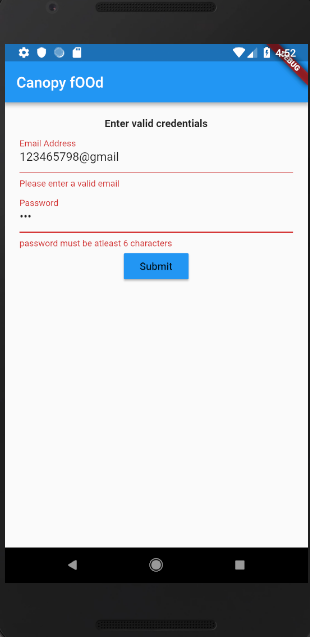 4:52
DEBUG
Canopy fOOd
Enter valid credentials
Email Address
123465798@gmail
Please enter a valid email
Password
•••
password must be atleast 6 characters
Submit